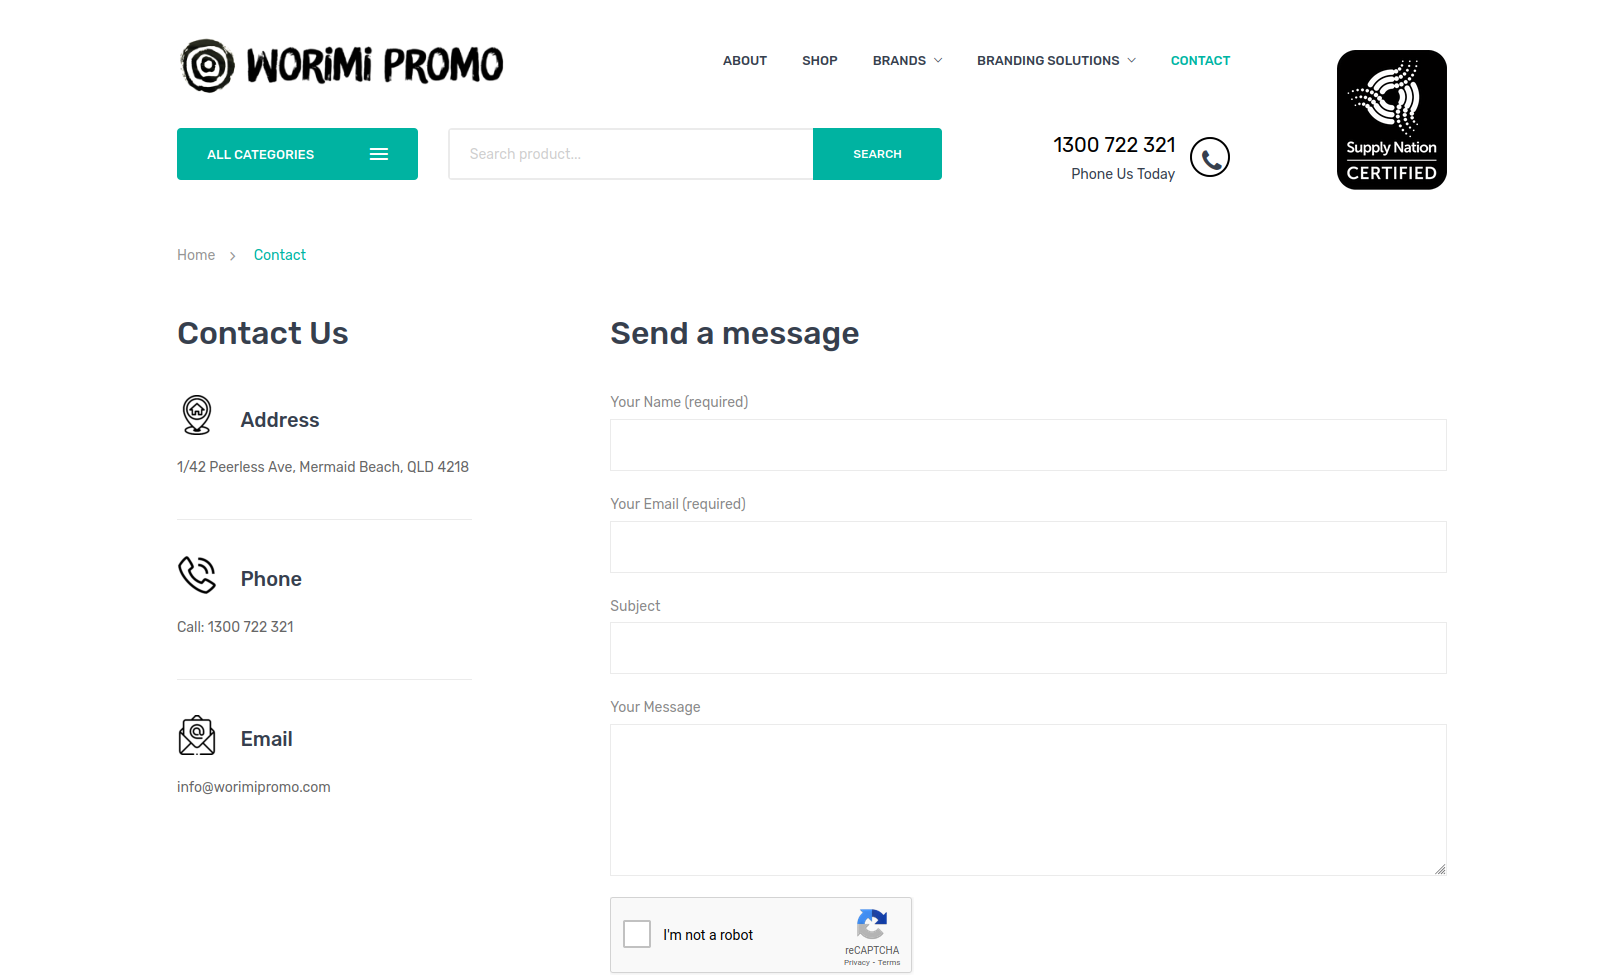 WORiMi PROMO
ABOUT
SHOP
BRANDS
BRANDING SOLUTIONS
CONTACT
Supply Nation
CERTIFIED
ALL CATEGORIES
Search product...
SEARCH
1300 722 321
Phone Us Today
Home
Contact
Contact Us
Address
1/42 Peerless Ave, Mermaid Beach, QLD 4218
Phone
Call: 1300 722 321
Email
info@worimipromo.com
Send a message
Your Name (required)
Your Email (required)
Subject
Your Message
I'm not a robot
reCAPTCHA
Privacy - Terms